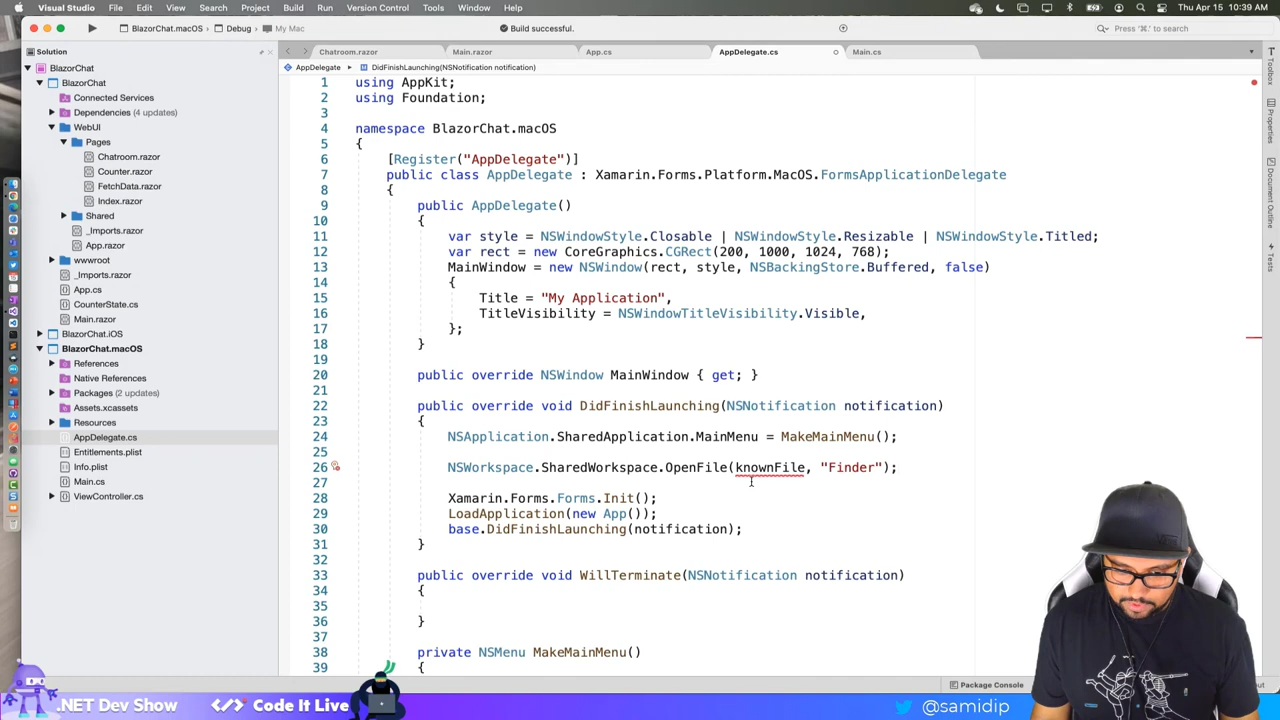 Visual Studio File Edit View Search Project Build Run Version Control Tools Window Help Thu Apr 15 10:39 AM
BlazorChat.macOS Debug My Mac Build successful. Press '⌘.' to search
Solution Chatroom.razor Main.razor App.cs AppDelegate.cs Main.cs
AppDelegate DidFinishLaunching(NSNotification notification)
BlazorChat
BlazorChat
Connected Services
Dependencies (4 updates)
WebUI
Pages
Chatroom.razor
Counter.razor
FetchData.razor
Index.razor
Shared
_Imports.razor
App.razor
wwwroot
_Imports.razor
App.cs
CounterState.cs
Main.razor
BlazorChat.iOS
BlazorChat.macOS
References
Native References
Packages (2 updates)
Assets.xcassets
Resources
AppDelegate.cs
Entitlements.plist
Info.plist
Main.cs
ViewController.cs
1 using AppKit;
2 using Foundation;
3
4 namespace BlazorChat.macOS
5 {
6 [Register("AppDelegate")]
7 public class AppDelegate : Xamarin.Forms.Platform.MacOS.FormsApplicationDelegate
8 {
9 public AppDelegate()
10 {
11 var style = NSWindowStyle.Closable | NSWindowStyle.Resizable | NSWindowStyle.Titled;
12 var rect = new CoreGraphics.CGRect(200, 1000, 1024, 768);
13 MainWindow = new NSWindow(rect, style, NSBackingStore.Buffered, false)
14 {
15 Title = "My Application",
16 TitleVisibility = NSWindowTitleVisibility.Visible,
17 };
18 }
19
20 public override NSWindow MainWindow { get; }
21
22 public override void DidFinishLaunching(NSNotification notification)
23 {
24 NSApplication.SharedApplication.MainMenu = MakeMainMenu();
25
26 NSWorkspace.SharedWorkspace.OpenFile(knownFile, "Finder");
27
28 Xamarin.Forms.Forms.Init();
29 LoadApplication(new App());
30 base.DidFinishLaunching(notification);
31 }
32
33 public override void WillTerminate(NSNotification notification)
34 {
35
36 }
37
38 private NSMenu MakeMainMenu()
39 {
Toolbox
Properties
Document Outline
Tests
Package Console
.NET Dev Show </> Code It Live @samidip